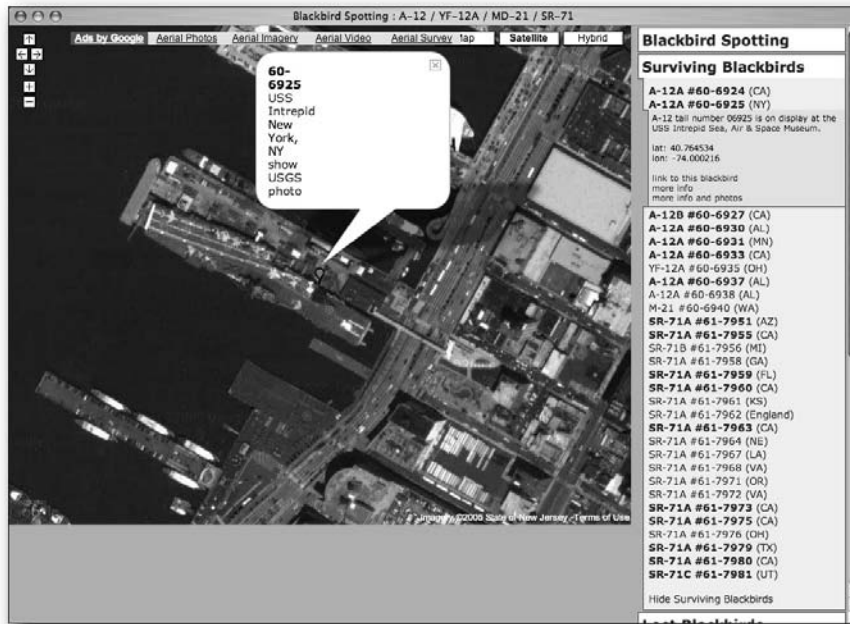 Blackbird Spotting : A-12 / YF-12A / MD-21 / SR-71
Ads by Google Aerial Photos Aerial Imagery Aerial Video Aerial Survey Satellite Hybrid
60-
6925
USS
Intrepid
New
York,
NY
show
USGS
photo
Imagery ©2005 State of New Jersey - Terms of Use
Blackbird Spotting
Surviving Blackbirds
A-12A #60-6924 (CA)
A-12A #60-6925 (NY)
A-12 tail number 06925 is on display at the
USS Intrepid Sea, Air & Space Museum.
lat: 40.764534
lon: -74.000216
link to this blackbird
more info
more info and photos
A-12B #60-6927 (CA)
A-12A #60-6930 (AL)
A-12A #60-6931 (MN)
A-12A #60-6933 (CA)
YF-12A #60-6935 (OH)
A-12A #60-6937 (AL)
A-12A #60-6938 (AL)
M-21 #60-6940 (WA)
SR-71A #61-7951 (AZ)
SR-71A #61-7955 (CA)
SR-71B #61-7956 (MI)
SR-71A #61-7958 (GA)
SR-71A #61-7959 (FL)
SR-71A #61-7960 (CA)
SR-71A #61-7961 (KS)
SR-71A #61-7962 (England)
SR-71A #61-7963 (CA)
SR-71A #61-7964 (NE)
SR-71A #61-7967 (LA)
SR-71A #61-7968 (VA)
SR-71A #61-7971 (OR)
SR-71A #61-7972 (VA)
SR-71A #61-7973 (CA)
SR-71A #61-7975 (CA)
SR-71A #61-7976 (OH)
SR-71A #61-7979 (TX)
SR-71A #61-7980 (CA)
SR-71C #61-7981 (UT)
Hide Surviving Blackbirds